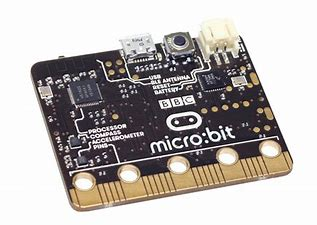 USB
BLE ANTENNA
RESET
BATTERY
PROCESSOR
COMPASS
ACCELEROMETER
PINS
BBC
micro:bit